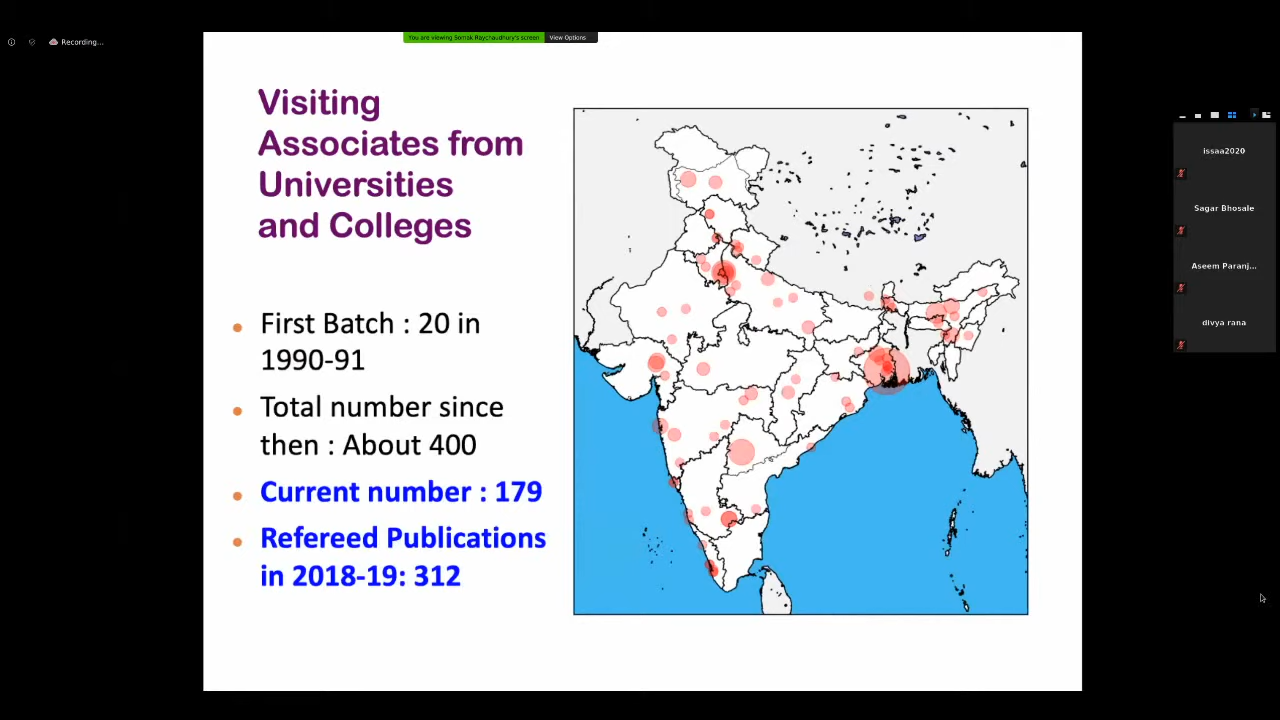 Recording...
You are viewing Somak Raychaudhury's screen
View Options
Visiting
Associates from
Universities
and Colleges
• First Batch : 20 in
1990-91
• Total number since
then : About 400
• Current number : 179
• Refereed Publications
in 2018-19: 312
issaa2020
Sagar Bhosale
Aseem Paranj...
divya rana